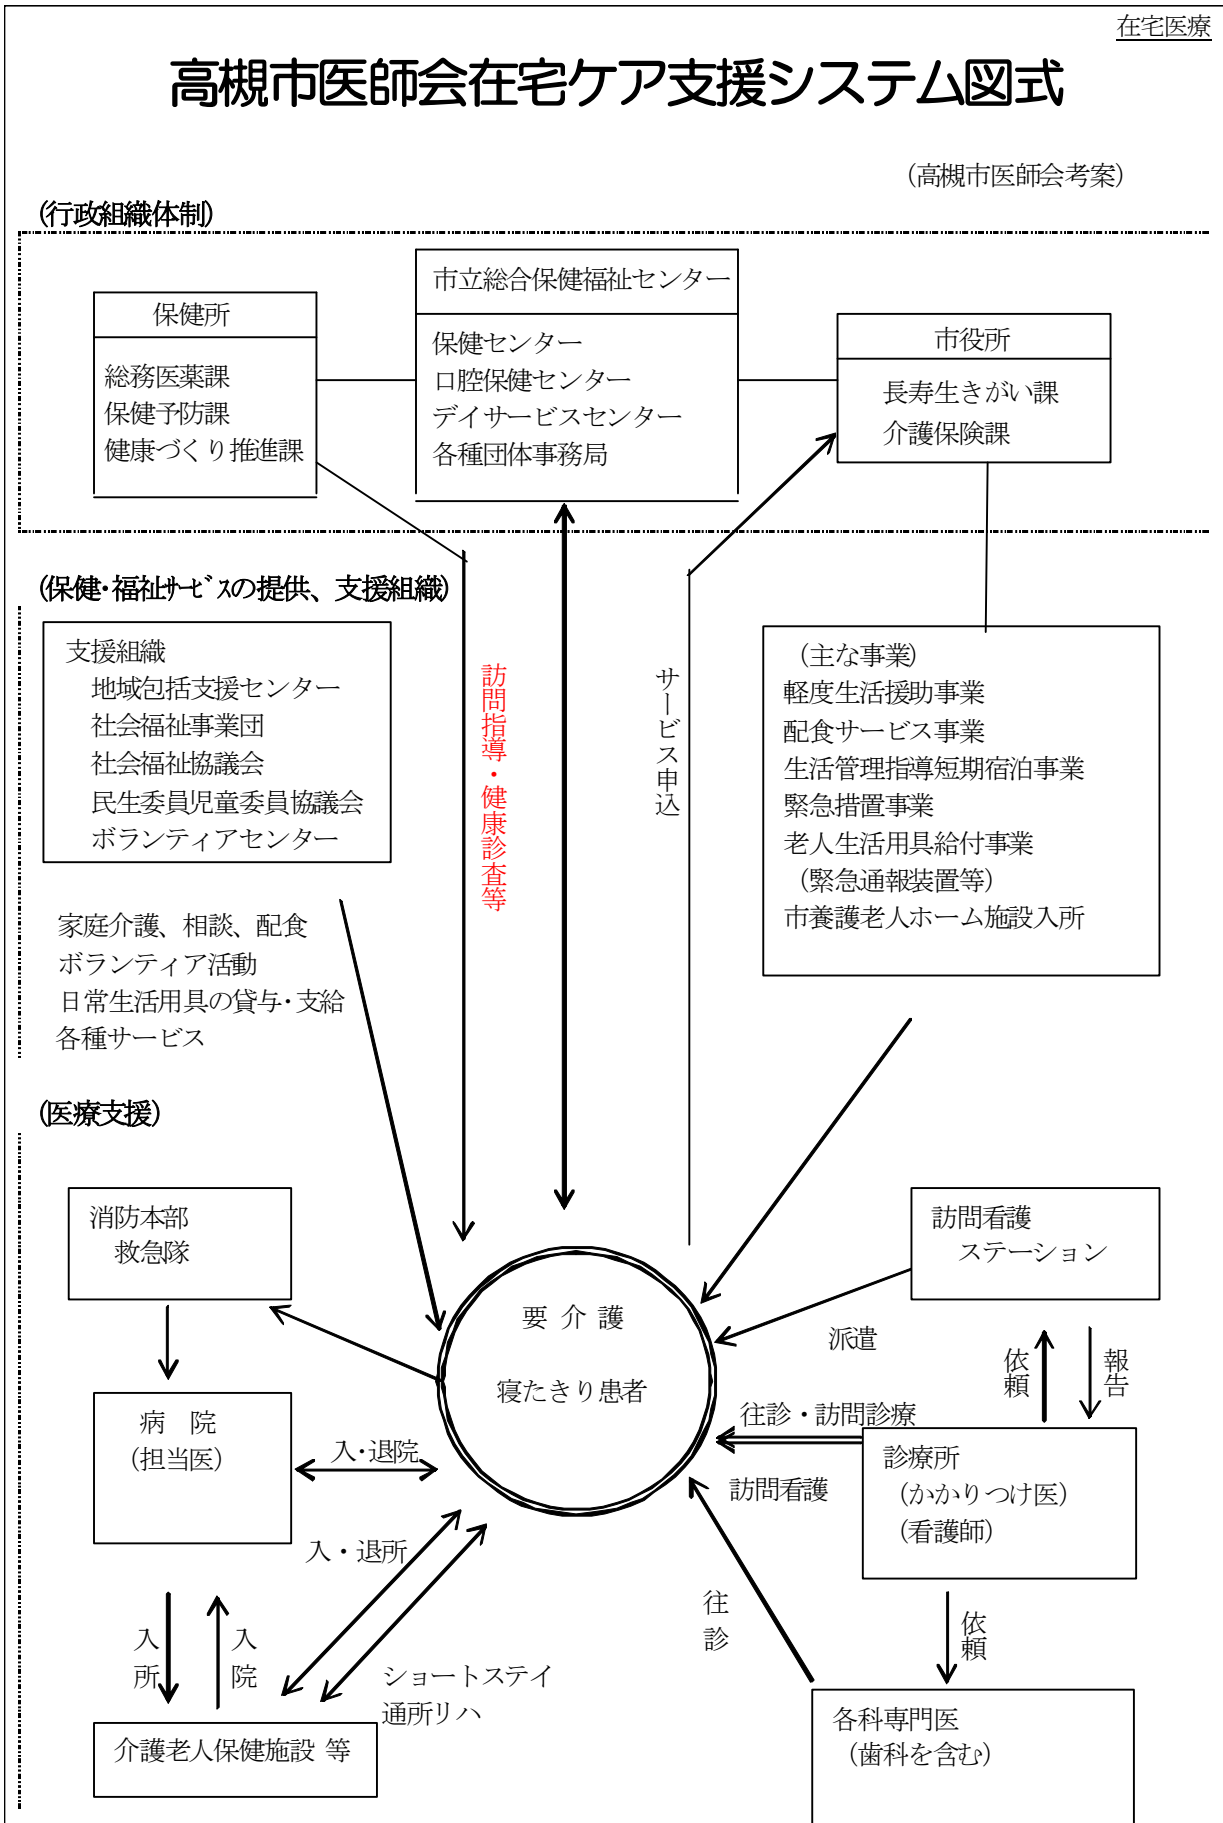 在宅医療
高槻市医師会在宅ケア支援システム図式
（高槻市医師会考案）
(行政組織体制)
保健所
総務医薬課
保健予防課
健康づくり推進課
市立総合保健福祉センター
保健センター
口腔保健センター
デイサービスセンター
各種団体事務局
市役所
長寿生きがい課
介護保険課
(保健・福祉サービスの提供、支援組織)
支援組織
地域包括支援センター
社会福祉事業団
社会福祉協議会
民生委員児童委員協議会
ボランティアセンター
訪問指導・健康診査等
サービス申込
（主な事業）
軽度生活援助事業
配食サービス事業
生活管理指導短期宿泊事業
緊急措置事業
老人生活用具給付事業
（緊急通報装置等）
市養護老人ホーム施設入所
家庭介護、相談、配食
ボランティア活動
日常生活用具の貸与・支給
各種サービス
(医療支援)
消防本部
救急隊
訪問看護
ステーション
要 介 護
寝たきり患者
派遣
依頼
報告
病　院
（担当医）
入・退院
往診・訪問診療
訪問看護
診療所
（かかりつけ医）
（看護師）
入・退所
往診
入所
入院
依頼
ショートステイ
通所リハ
介護老人保健施設 等
各科専門医
（歯科を含む）